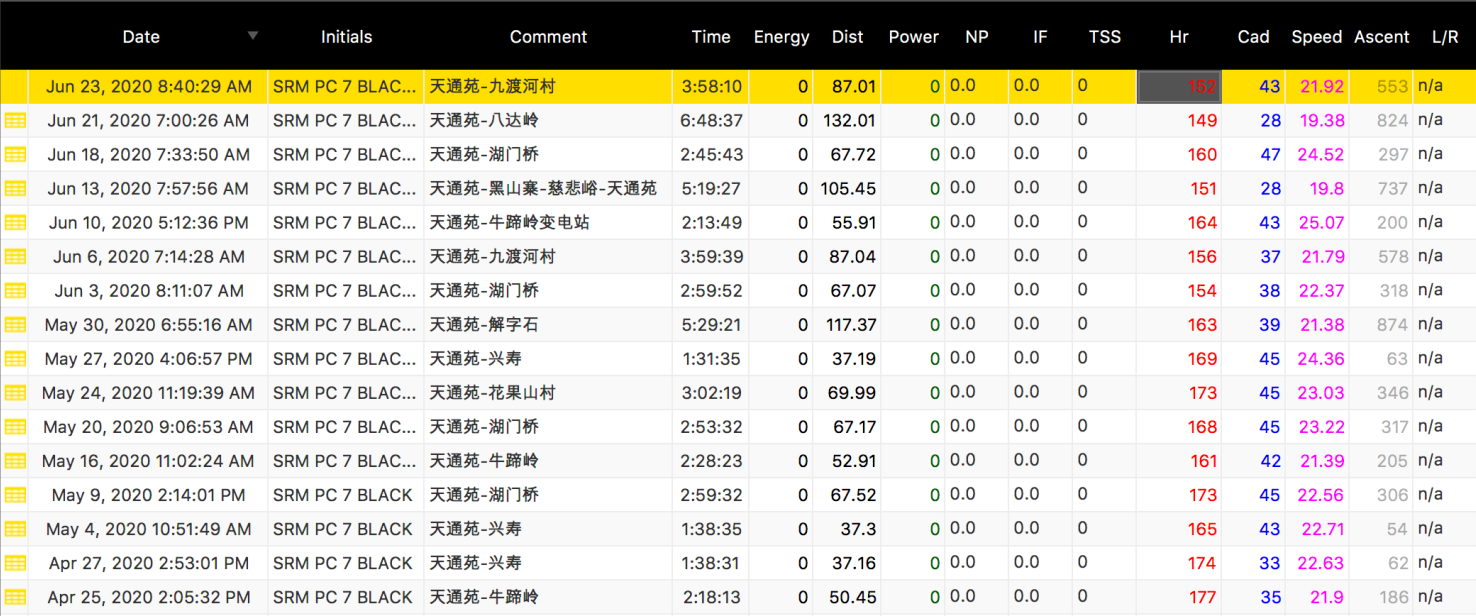 Date Initials Comment Time Energy Dist Power NP IF TSS Hr Cad Speed Ascent L/R
Jun 23, 2020 8:40:29 AM SRM PC 7 BLAC... 天通苑-九渡河村 3:58:10 0 87.01 0 0.0 0.0 0 152 43 21.92 553 n/a
Jun 21, 2020 7:00:26 AM SRM PC 7 BLAC... 天通苑-八达岭 6:48:37 0 132.01 0 0.0 0.0 0 149 28 19.38 824 n/a
Jun 18, 2020 7:33:50 AM SRM PC 7 BLAC... 天通苑-湖门桥 2:45:43 0 67.72 0 0.0 0.0 0 160 47 24.52 297 n/a
Jun 13, 2020 7:57:56 AM SRM PC 7 BLAC... 天通苑-黑山寨-慈悲峪-天通苑 5:19:27 0 105.45 0 0.0 0.0 0 151 28 19.8 737 n/a
Jun 10, 2020 5:12:36 PM SRM PC 7 BLAC... 天通苑-牛蹄岭变电站 2:13:49 0 55.91 0 0.0 0.0 0 164 43 25.07 200 n/a
Jun 6, 2020 7:14:28 AM SRM PC 7 BLAC... 天通苑-九渡河村 3:59:39 0 87.04 0 0.0 0.0 0 156 37 21.79 578 n/a
Jun 3, 2020 8:11:07 AM SRM PC 7 BLAC... 天通苑-湖门桥 2:59:52 0 67.07 0 0.0 0.0 0 154 38 22.37 318 n/a
May 30, 2020 6:55:16 AM SRM PC 7 BLAC... 天通苑-解字石 5:29:21 0 117.37 0 0.0 0.0 0 163 39 21.38 874 n/a
May 27, 2020 4:06:57 PM SRM PC 7 BLAC... 天通苑-兴寿 1:31:35 0 37.19 0 0.0 0.0 0 169 45 24.36 63 n/a
May 24, 2020 11:19:39 AM SRM PC 7 BLAC... 天通苑-花果山村 3:02:19 0 69.99 0 0.0 0.0 0 173 45 23.03 346 n/a
May 20, 2020 9:06:53 AM SRM PC 7 BLAC... 天通苑-湖门桥 2:53:32 0 67.17 0 0.0 0.0 0 168 45 23.22 317 n/a
May 16, 2020 11:02:24 AM SRM PC 7 BLAC... 天通苑-牛蹄岭 2:28:23 0 52.91 0 0.0 0.0 0 161 42 21.39 205 n/a
May 9, 2020 2:14:01 PM SRM PC 7 BLACK 天通苑-湖门桥 2:59:32 0 67.52 0 0.0 0.0 0 173 45 22.56 306 n/a
May 4, 2020 10:51:49 AM SRM PC 7 BLACK 天通苑-兴寿 1:38:35 0 37.3 0 0.0 0.0 0 165 43 22.71 54 n/a
Apr 27, 2020 2:53:01 PM SRM PC 7 BLACK 天通苑-兴寿 1:38:31 0 37.16 0 0.0 0.0 0 174 33 22.63 62 n/a
Apr 25, 2020 2:05:32 PM SRM PC 7 BLACK 天通苑-牛蹄岭 2:18:13 0 50.45 0 0.0 0.0 0 177 35 21.9 186 n/a